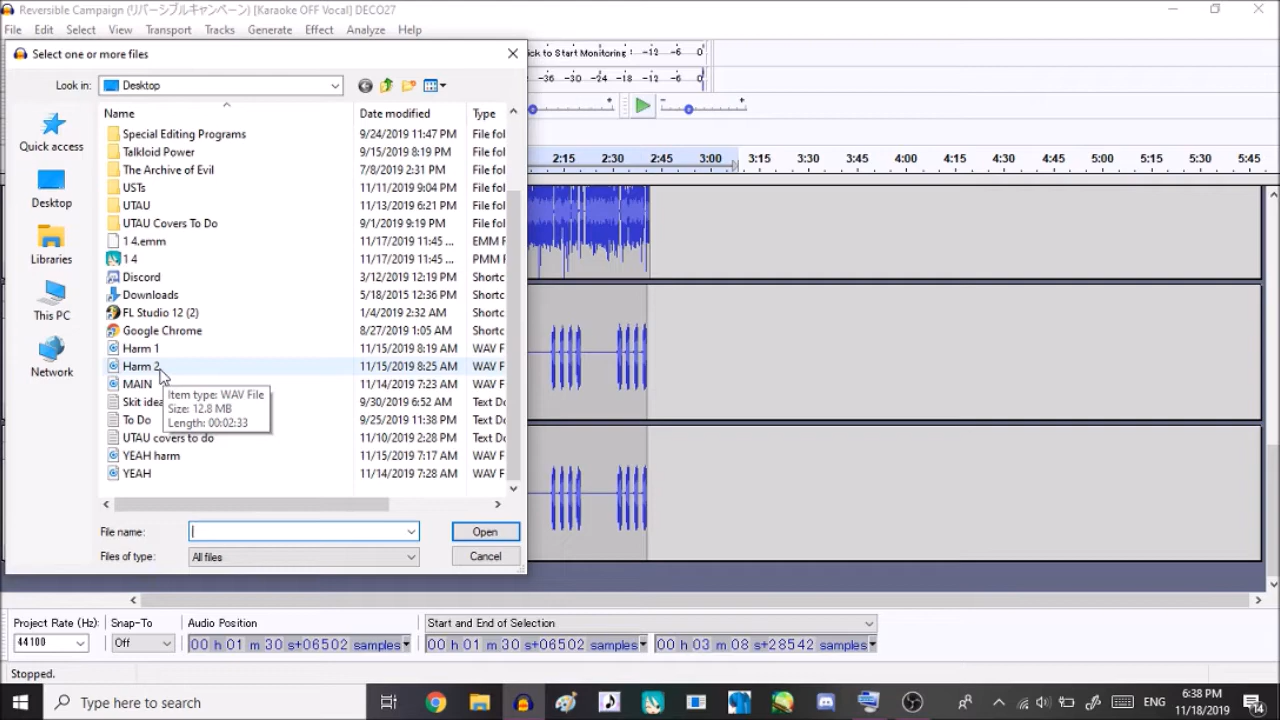 Reversible Campaign (リバーシブルキャンペーン) [Karaoke OFF Vocal] DECO27
File Edit Select View Transport Tracks Generate Effect Analyze Help
Select one or more files
ck to Start Monitoring -12 -6 0
Look in: Desktop
-36 -30 -24 -18 -12 -6 0
- + - +
Name Date modified Type
Special Editing Programs 9/24/2019 11:47 PM File fol
Talkloid Power 9/15/2019 8:19 PM File fol
2:15 2:30 2:45 3:00 3:15 3:30 3:45 4:00 4:15 4:30 4:45 5:00 5:15 5:30 5:45
The Archive of Evil 7/8/2019 2:31 PM File fol
USTs 11/11/2019 9:04 PM File fol
UTAU 11/13/2019 6:21 PM File fol
UTAU Covers To Do 9/1/2019 9:19 PM File fol
1 4.emm 11/17/2019 11:45 ... EMM F
1 4 11/17/2019 11:45 ... PMM F
Discord 3/12/2019 12:19 PM Shortc
Downloads 5/18/2015 12:36 PM Shortc
FL Studio 12 (2) 1/4/2019 2:32 AM Shortc
Google Chrome 8/27/2019 1:05 AM Shortc
Harm 1 11/15/2019 8:19 AM WAV F
Harm 2 11/15/2019 8:25 AM WAV F
MAIN 11/14/2019 7:23 AM WAV F
Skit idea 9/30/2019 6:52 AM Text Do
To Do 9/25/2019 11:38 PM Text Do
UTAU covers to do 11/10/2019 2:28 PM Text Do
YEAH harm 11/15/2019 7:17 AM WAV F
YEAH 11/14/2019 7:28 AM WAV F
Item type: WAV File
Size: 12.8 MB
Length: 00:02:33
Quick access
Desktop
Libraries
This PC
Network
File name: Open
Files of type: All files Cancel
Project Rate (Hz): Snap-To Audio Position Start and End of Selection
44100 Off 00 h 01 m 30 s+06502 samples 00 h 01 m 30 s+06502 samples 00 h 03 m 08 s+28542 samples
Stopped.
Type here to search
ENG
6:38 PM
11/18/2019
14